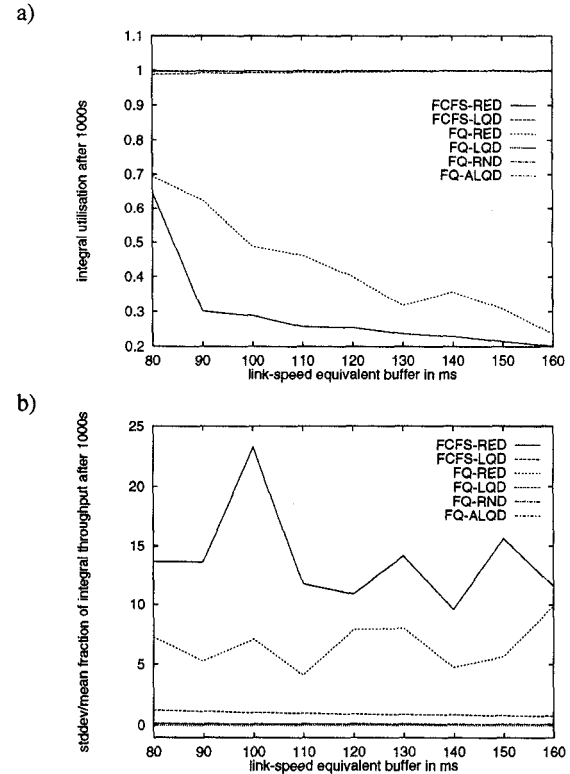 a)
integral utilisation after 1000s
1.1
1
0.9
0.8
0.7
0.6
0.5
0.4
0.3
0.2
FCFS-RED
FCFS-LQD
FQ-RED
FQ-LQD
FQ-RND
FQ-ALQD
80 90 100 110 120 130 140 150 160
link-speed equivalent buffer in ms
b)
stddev/mean fraction of integral throughput after 1000s
25
20
15
10
5
0
FCFS-RED
FCFS-LQD
FQ-RED
FQ-LQD
FQ-RND
FQ-ALQD
80 90 100 110 120 130 140 150 160
link-speed equivalent buffer in ms